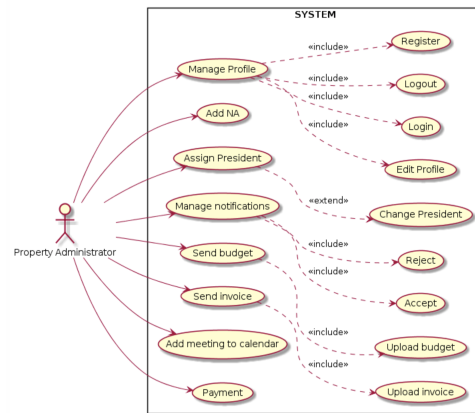 SYSTEM
Register
«include»
Manage Profile
Logout
«include»
«include»
Add NA
Login
«include»
Assign President
Edit Profile
«extend»
Manage notifications
Change President
Property Administrator
Send budget
«include»
Reject
«include»
Send invoice
Accept
Add meeting to calendar
«include»
Upload budget
«include»
Payment
Upload invoice